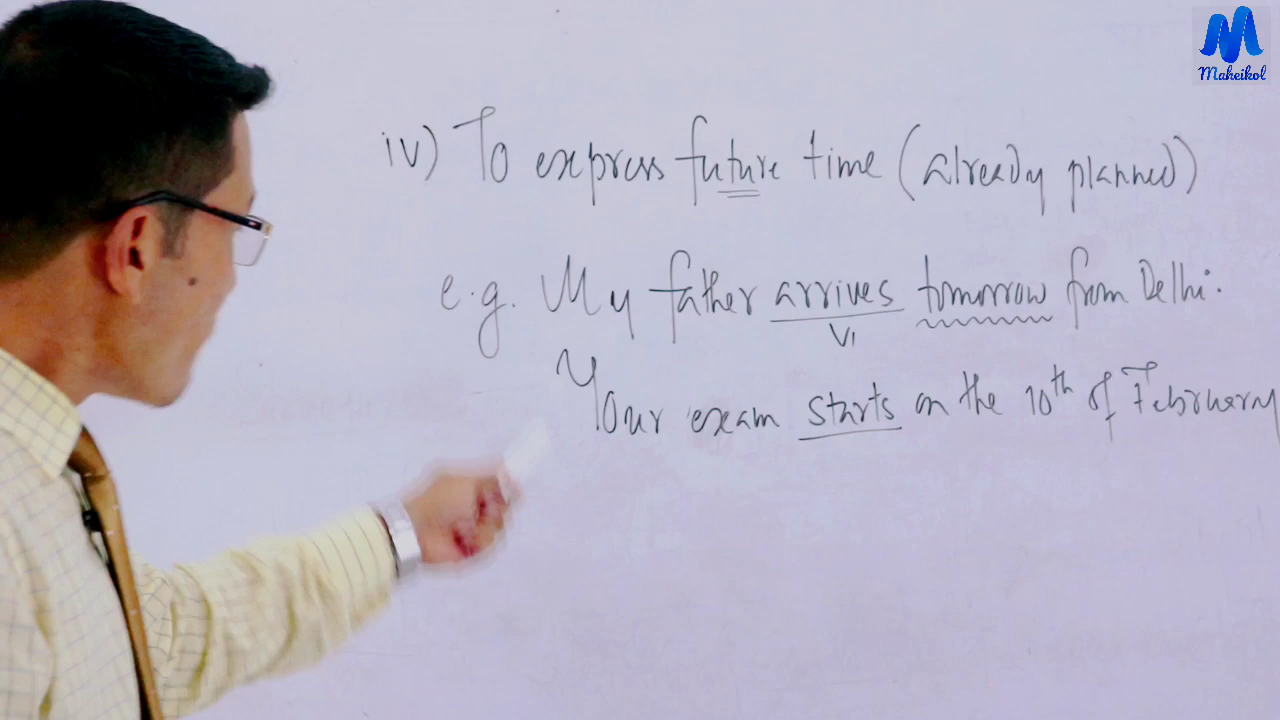 Maheikol
iv) To express future time (already planned)
e.g. My father arrives tomorrow from Delhi.
V1
Your exam starts on the 10th of February